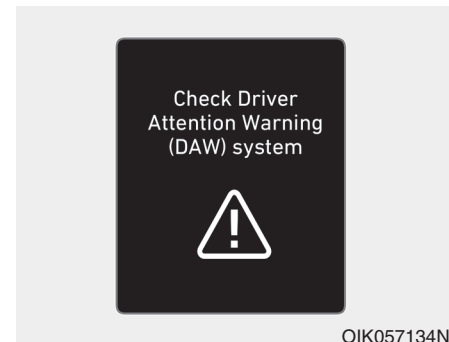 Check Driver
Attention Warning
(DAW) system
OIK057134N